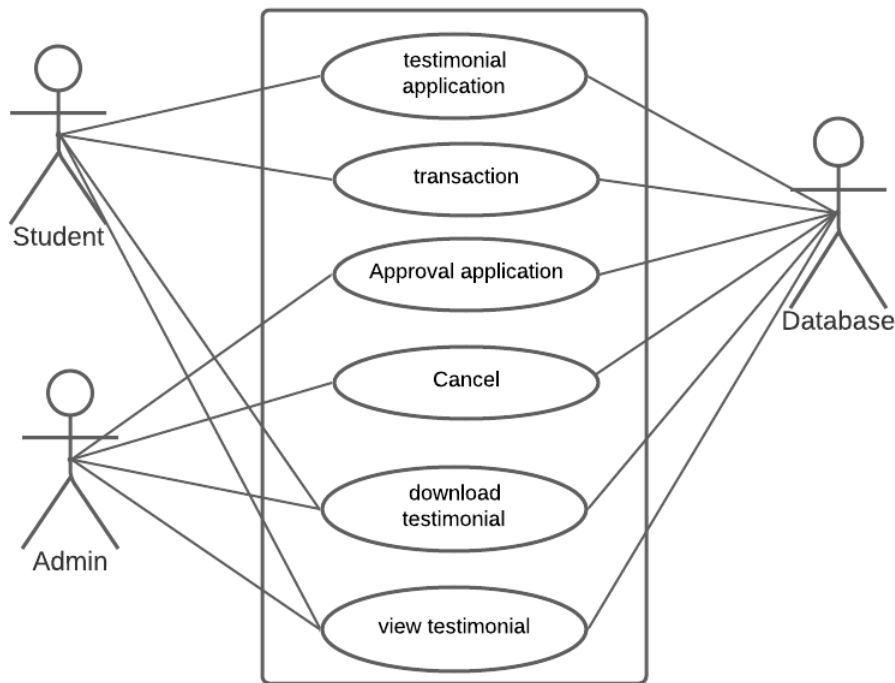 testimonial
application
transaction
Student
Approval application
Database
Cancel
download
testimonial
Admin
view testimonial